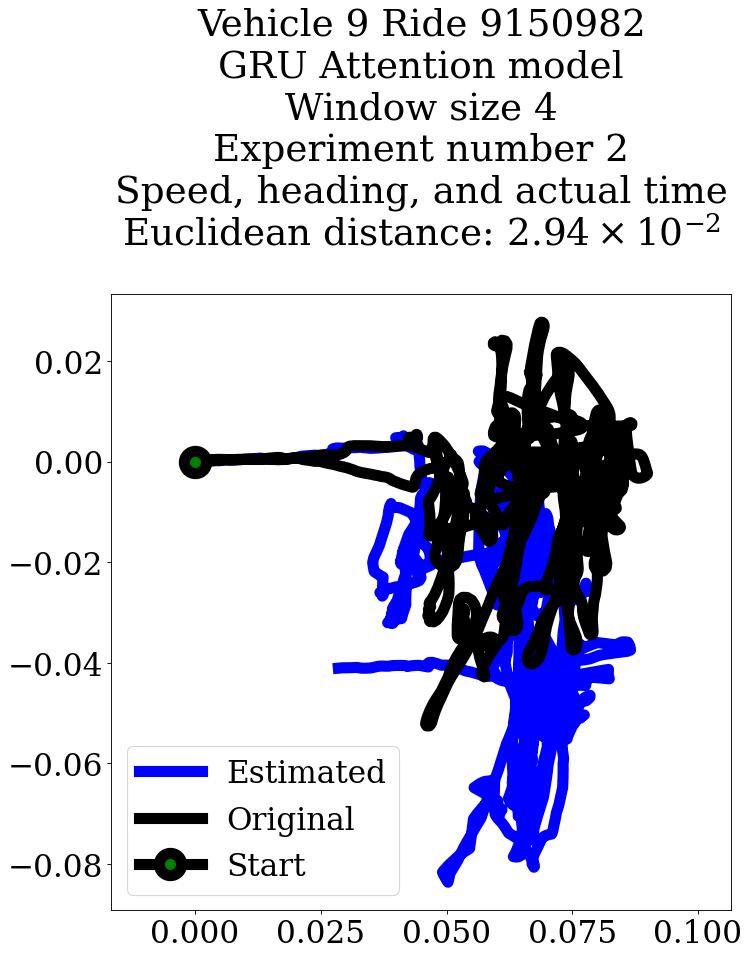 Vehicle 9 Ride 9150982
GRU Attention model
Window size 4
Experiment number 2
Speed, heading, and actual time
Euclidean distance: 2.94 × 10⁻²
0.02
0.00
−0.02
−0.04
−0.06
−0.08
Estimated
Original
Start
0.000 0.025 0.050 0.075 0.100